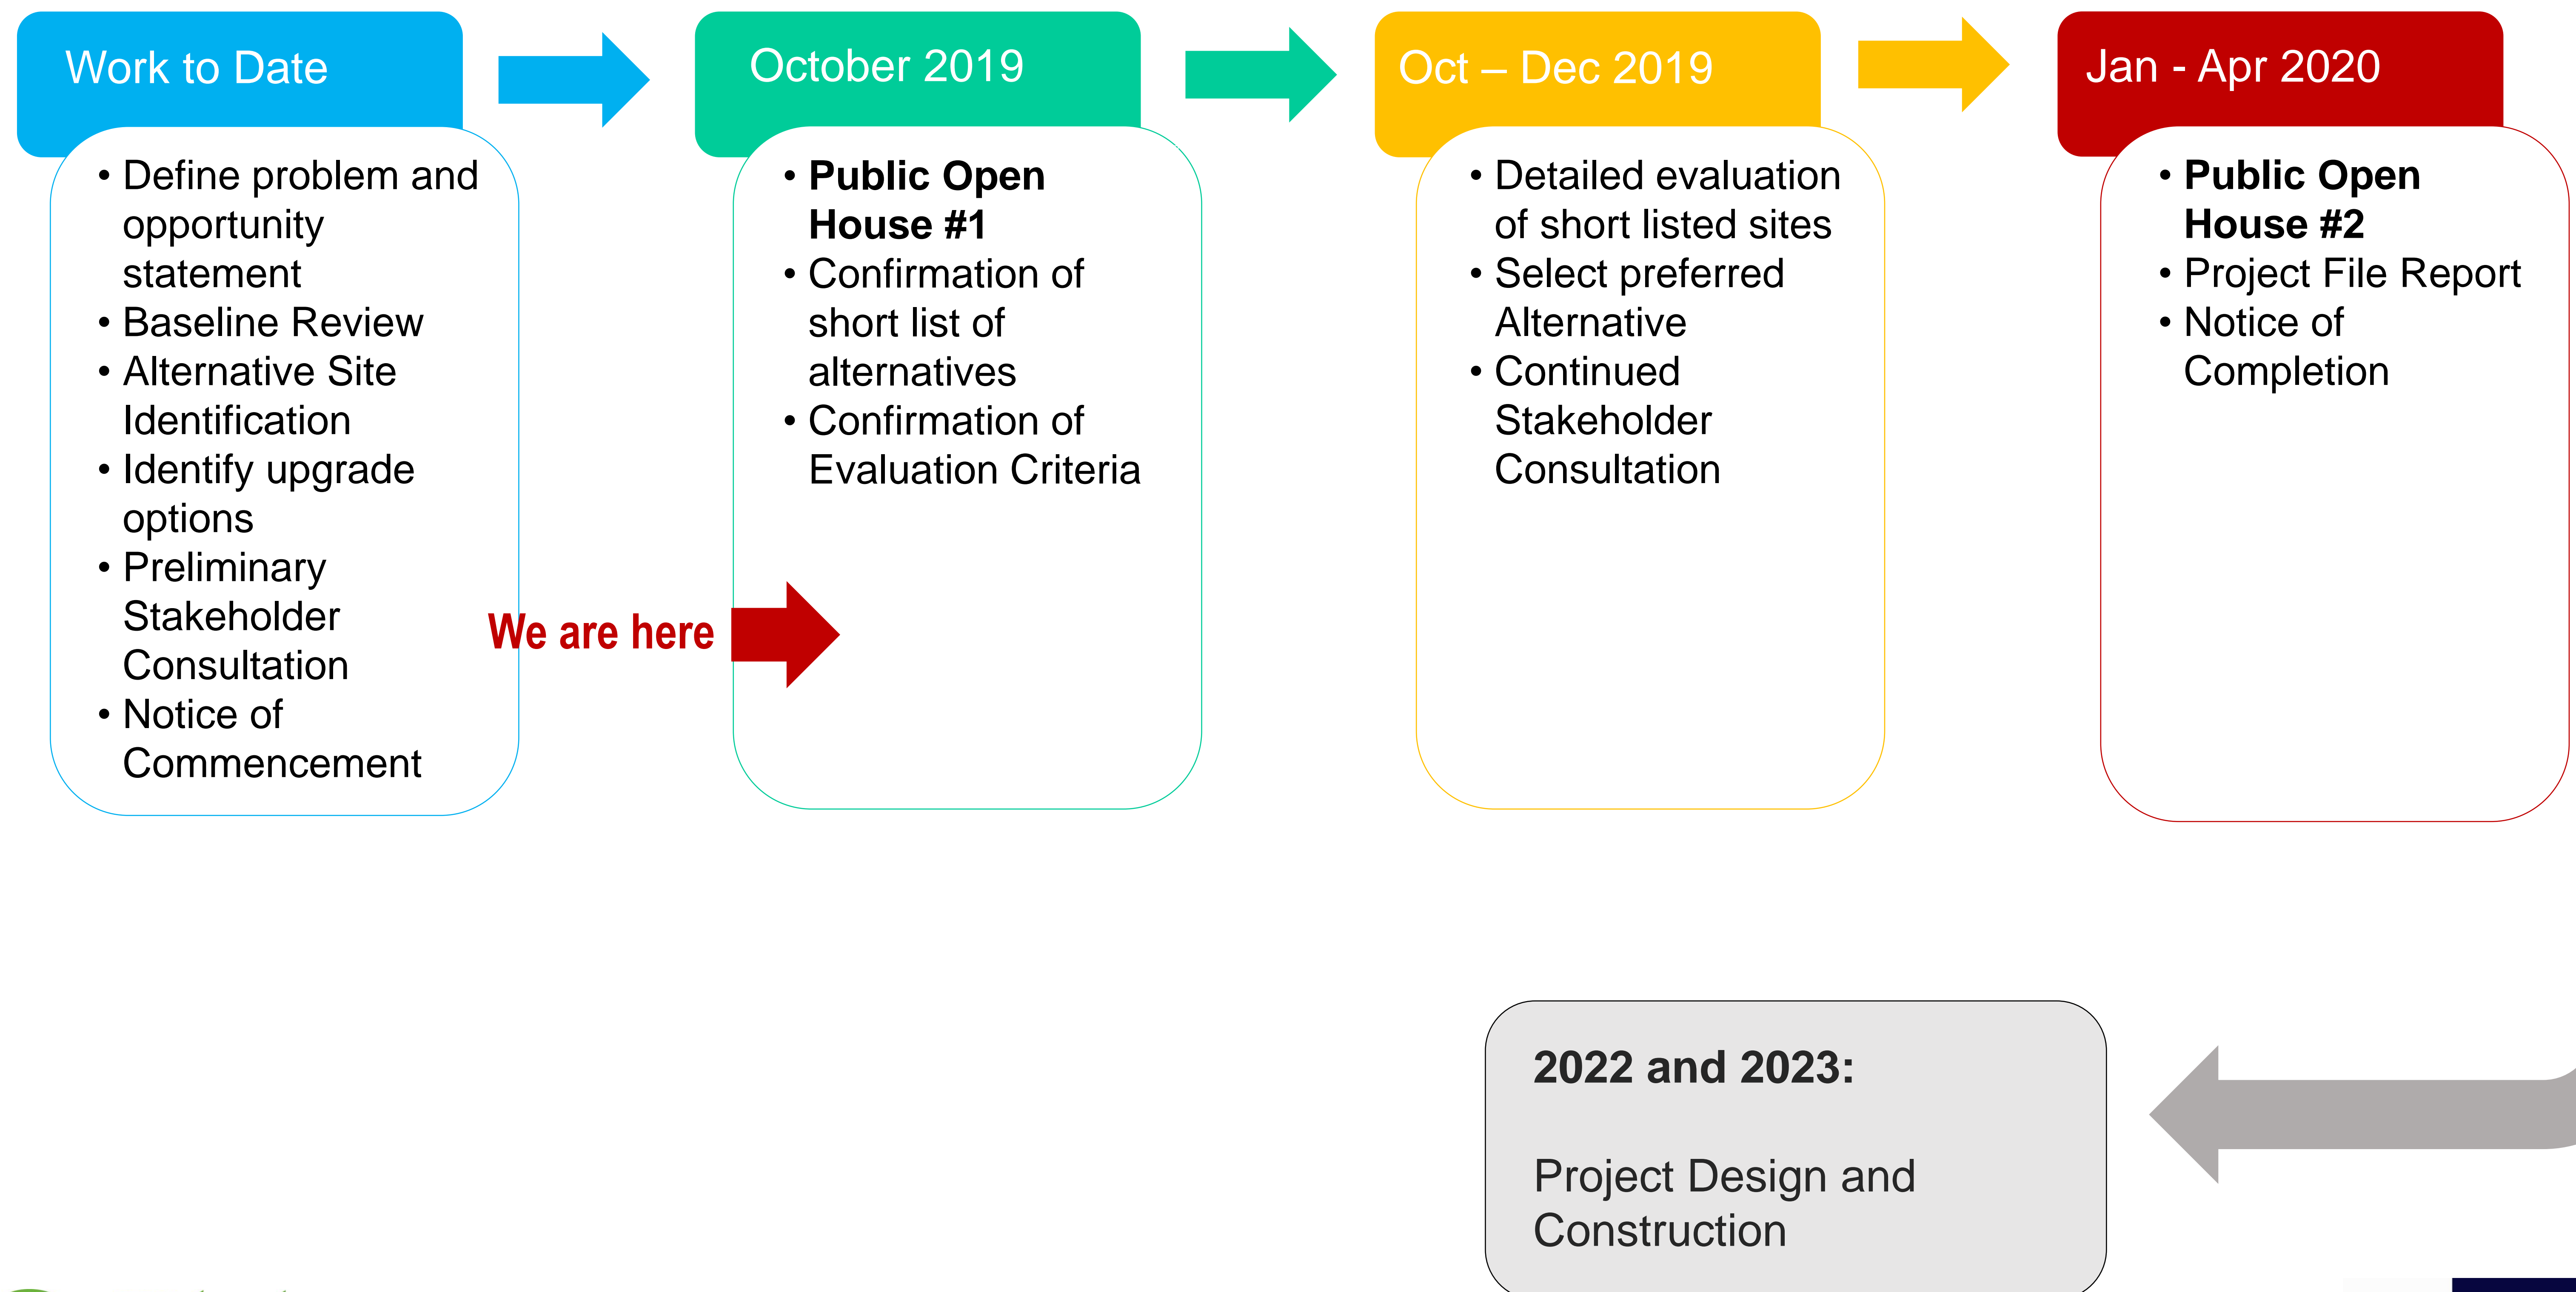 Work to Date
• Define problem and
opportunity
statement
• Baseline Review
• Alternative Site
Identification
• Identify upgrade
options
• Preliminary
Stakeholder
Consultation
• Notice of
Commencement
We are here
October 2019
• Public Open
House #1
• Confirmation of
short list of
alternatives
• Confirmation of
Evaluation Criteria
Oct – Dec 2019
• Detailed evaluation
of short listed sites
• Select preferred
Alternative
• Continued
Stakeholder
Consultation
Jan - Apr 2020
• Public Open
House #2
• Project File Report
• Notice of
Completion
2022 and 2023:
Project Design and
Construction